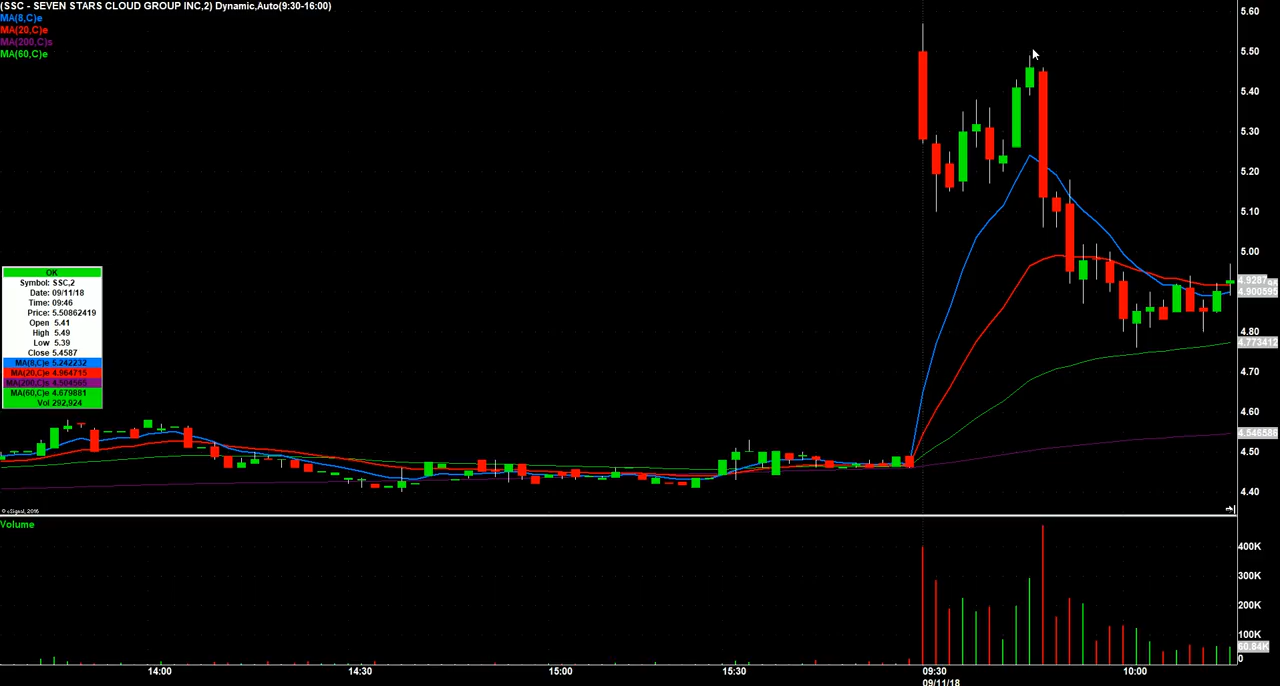 (SSC - SEVEN STARS CLOUD GROUP INC,2) Dynamic,Auto(9:30-16:00)
MA(8,C)e
MA(20,C)e
MA(200,C)s
MA(60,C)e
5.60
5.50
5.40
5.30
5.20
5.10
5.00
4.9287
4.900595
4.80
4.773412
4.70
4.60
4.546586
4.50
4.40
OK
Symbol: SSC,2
Date: 09/11/18
Time: 09:46
Price: 5.50862419
Open 5.41
High 5.49
Low 5.39
Close 5.4587
MA(8,C)e 5.242232
MA(20,C)e 4.964715
MA(200,C)s 4.504565
MA(60,C)e 4.679881
Vol 292,924
© eSignal, 2016
Volume
400K
300K
200K
100K
60.84K
0
14:00
14:30
15:00
15:30
09:30
10:00
09/11/18